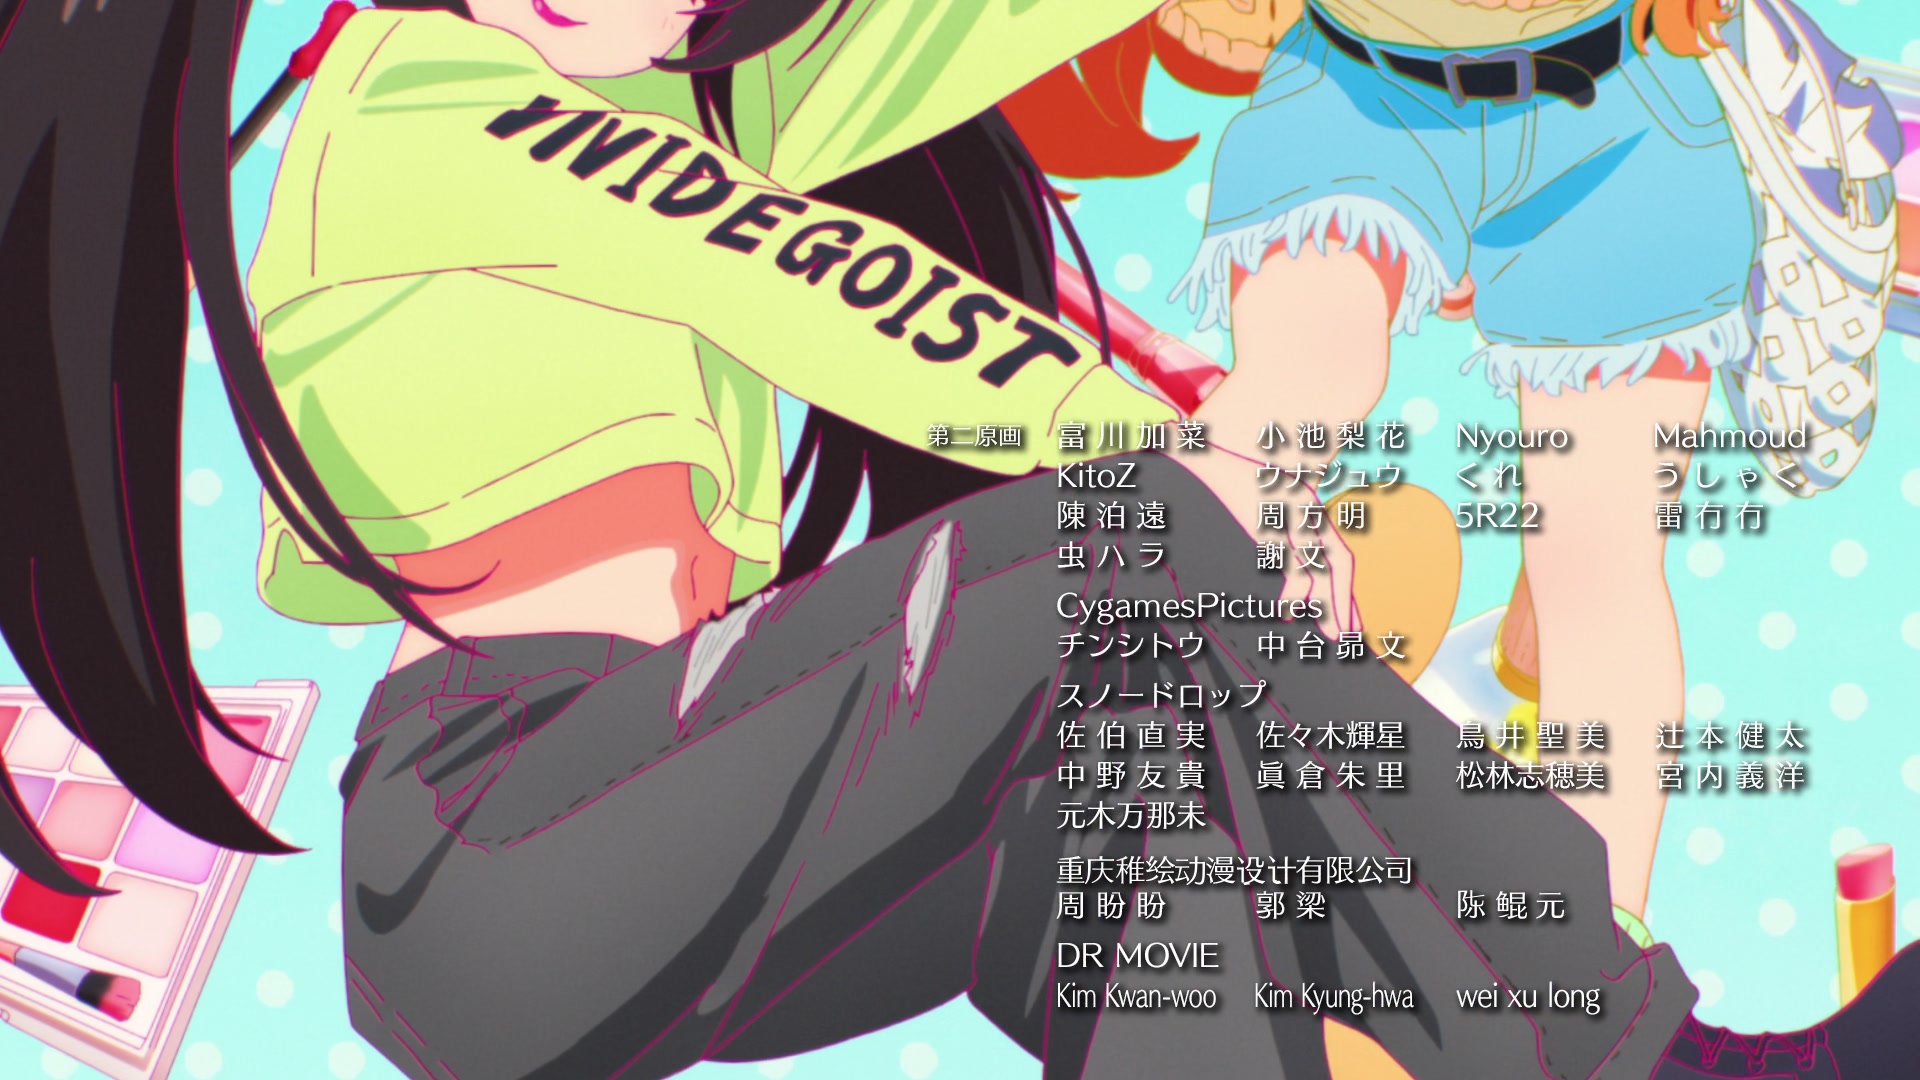 VIVIDEGOIST
第二原画 富川加菜 小池梨花 Nyouro Mahmoud
KitoZ ウナジュウ くれ うしゃく
陳泊遠 周方明 5R22 雷冇冇
虫ハラ 謝文
CygamesPictures
チンシトウ 中台昴文
スノードロップ
佐伯直実 佐々木輝星 鳥井聖美 辻本健太
中野友貴 眞倉朱里 松林志穂美 宮内義洋
元木万那未
重庆稚绘动漫设计有限公司
周盼盼 郭梁 陈鲲元
DR MOVIE
Kim Kwan-woo Kim Kyung-hwa wei xu long